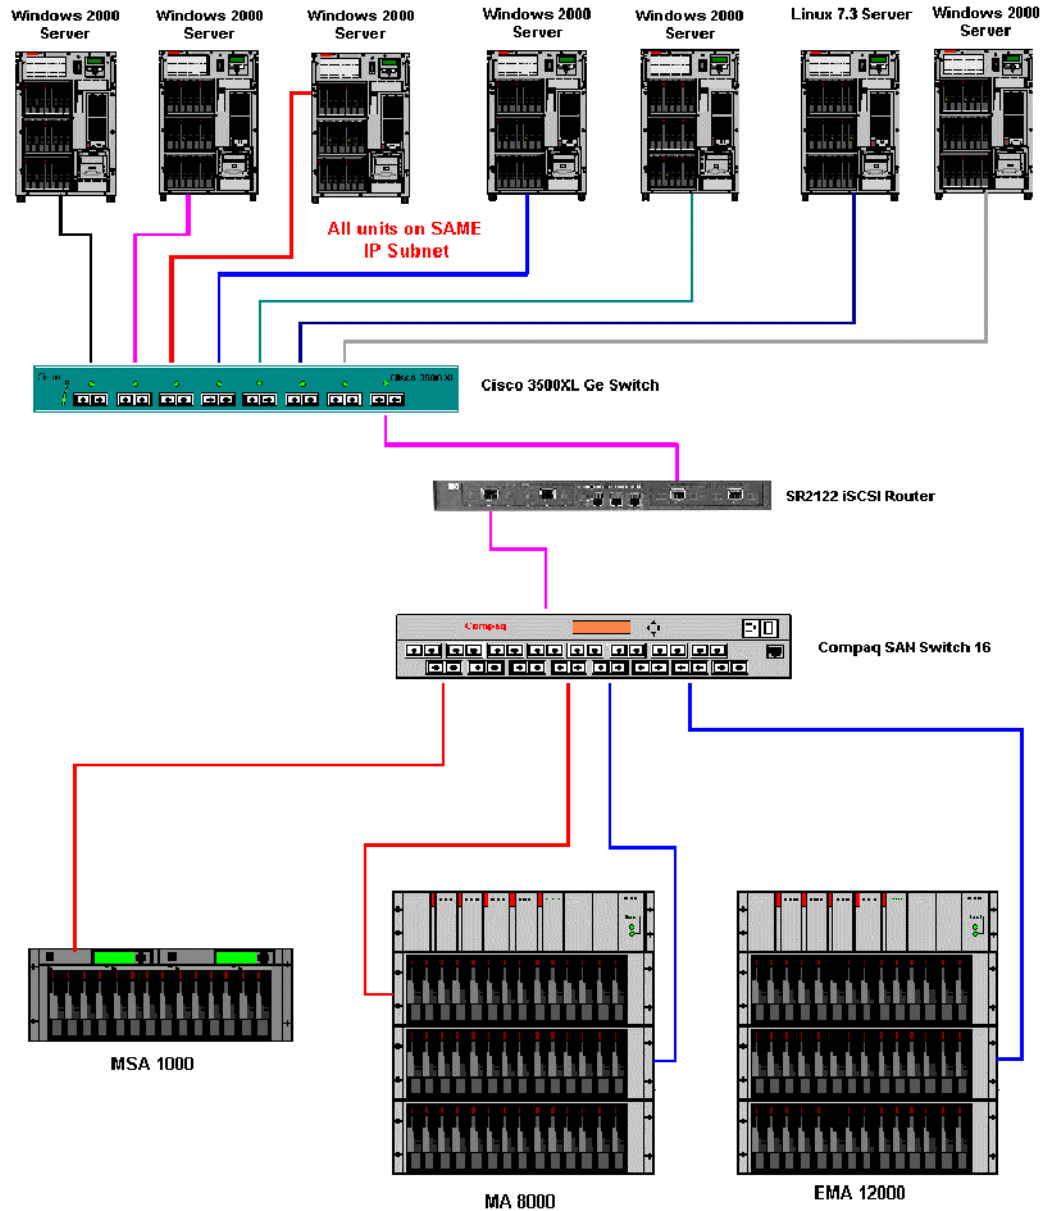 Windows 2000
Server
Windows 2000
Server
Windows 2000
Server
Windows 2000
Server
Windows 2000
Server
Linux 7.3 Server
Windows 2000
Server
All units on SAME
IP Subnet
Cisco 3500XL
Cisco 3500XL Ge Switch
SR2122 iSCSI Router
Compaq
Compaq SAN Switch 16
MSA 1000
MA 8000
EMA 12000